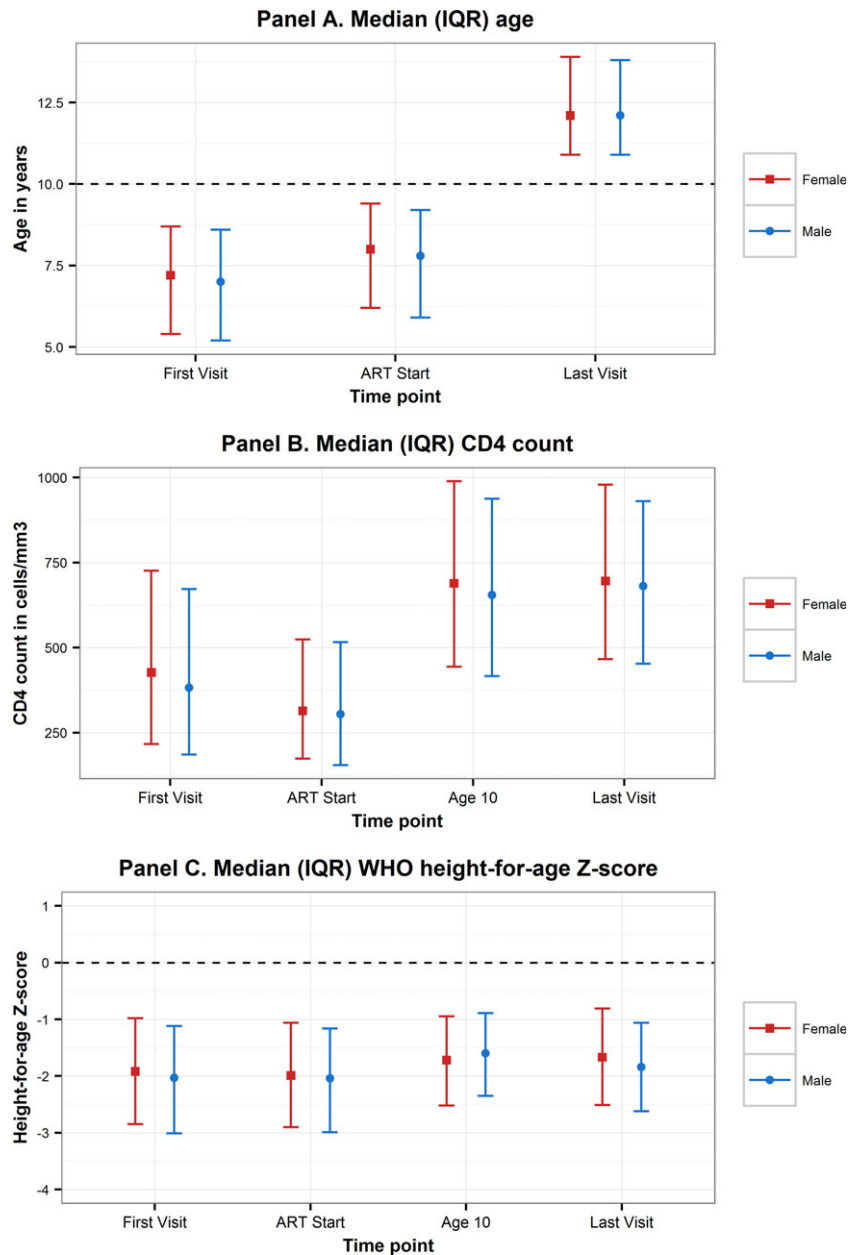 Panel A. Median (IQR) age
12.5
10.0
7.5
5.0
Age in years
First Visit
ART Start
Last Visit
Time point
Female
Male
Panel B. Median (IQR) CD4 count
1000
750
500
250
CD4 count in cells/mm3
First Visit
ART Start
Age 10
Last Visit
Time point
Female
Male
Panel C. Median (IQR) WHO height-for-age Z-score
1
0
-1
-2
-3
-4
Height-for-age Z-score
First Visit
ART Start
Age 10
Last Visit
Time point
Female
Male